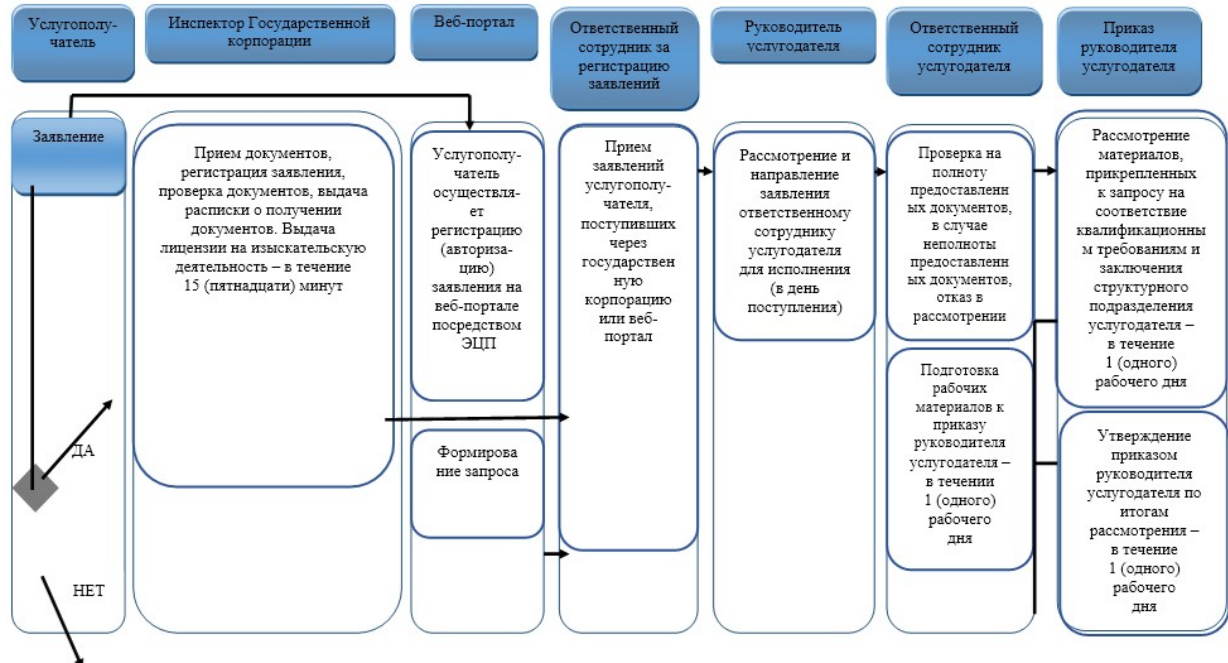 Услугополу-
чатель
Инспектор Государственной
корпорации
Веб-портал
Ответственный
сотрудник за
регистрацию
заявлений
Руководитель
услугодателя
Ответственный
сотрудник
услугодателя
Приказ
руководителя
услугодателя
Заявление
ДА
НЕТ
Прием документов,
регистрация заявления,
проверка документов, выдача
расписки о получении
документов. Выдача
лицензии на изыскательскую
деятельность – в течение
15 (пятнадцати) минут
Услугополу-
чатель
осуществля-
ет
регистрацию
(авториза-
цию)
заявления на
веб-портале
посредством
ЭЦП
Формирова
ние запроса
Прием
заявлений
услугополу-
чателя,
поступивших
через
государствен
ную
корпорацию
или веб-
портал
Рассмотрение и
направление
заявления
ответственному
сотруднику
услугодателя
для исполнения
(в день
поступления)
Проверка на
полноту
предоставленн
ых документов,
в случае
неполноты
предоставленн
ых документов,
отказ в
рассмотрении
Подготовка
рабочих
материалов к
приказу
руководителя
услугодателя –
в течении
1 (одного)
рабочего
дня
Рассмотрение
материалов,
прикрепленных
к запросу на
соответствие
квалификационны
м требованиям и
заключения
структурного
подразделения
услугодателя –
в течение
1 (одного)
рабочего дня
Утверждение
приказом
руководителя
услугодателя по
итогам
рассмотрения –
в течение
1 (одного)
рабочего
дня